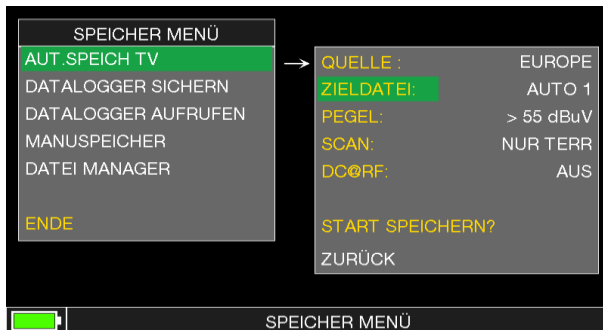 SPEICHER MENÜ
AUT.SPEICH TV
DATALOGGER SICHERN
DATALOGGER AUFRUFEN
MANUSPEICHER
DATEI MANAGER
ENDE
→
QUELLE : EUROPE
ZIELDATEI: AUTO 1
PEGEL: > 55 dBuV
SCAN: NUR TERR
DC@RF: AUS
START SPEICHERN?
ZURÜCK
SPEICHER MENÜ